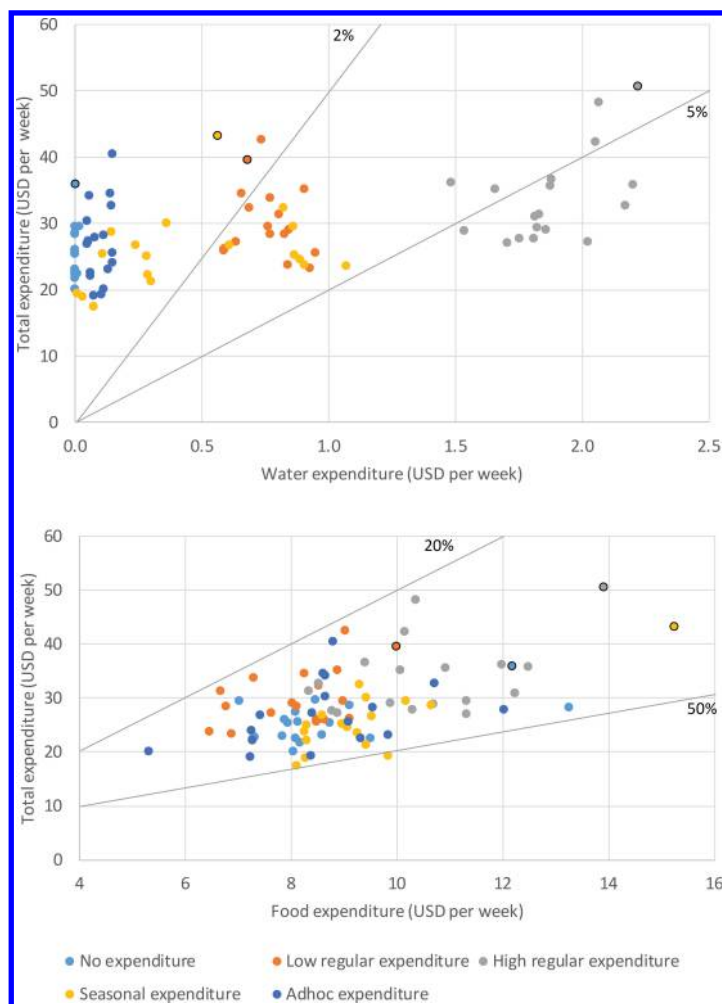 60
2%
50
5%
40
30
20
10
0
0.0 0.5 1.0 1.5 2.0 2.5
Total expenditure (USD per week)
Water expenditure (USD per week)
60
20%
50
40
30
50%
20
10
0
4 6 8 10 12 14 16
Total expenditure (USD per week)
Food expenditure (USD per week)
No expenditure Low regular expenditure High regular expenditure
Seasonal expenditure Adhoc expenditure